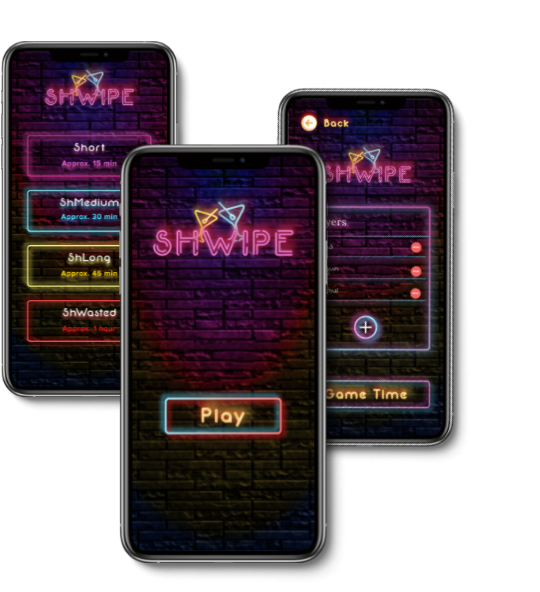 SHWIPE
Short
Approx. 15 min
ShMedium
Approx. 30 min
ShLong
Approx. 45 min
ShWasted
Approx. 1 hour
SHWIPE
Play
Back
SHWIPE
yers
Game Time